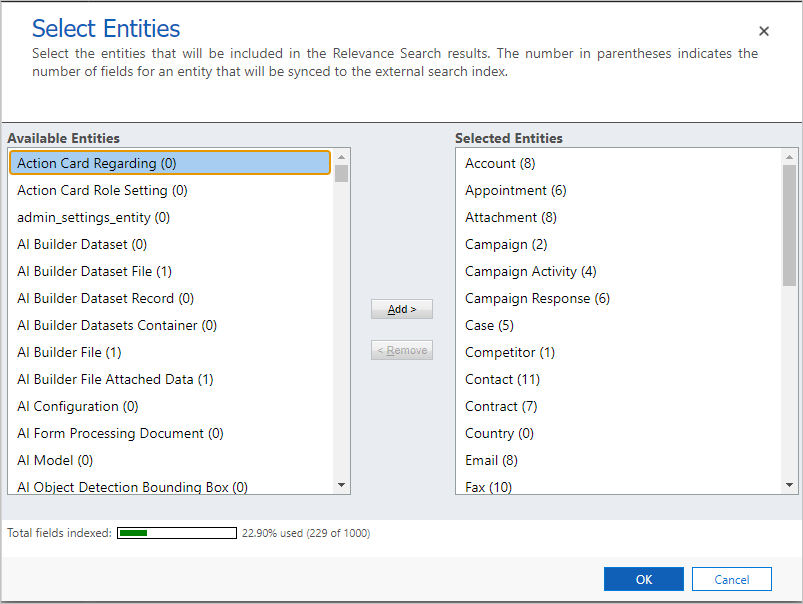 Select Entities
Select the entities that will be included in the Relevance Search results. The number in parentheses indicates the
number of fields for an entity that will be synced to the external search index.
Available Entities
Action Card Regarding (0)
Action Card Role Setting (0)
admin_settings_entity (0)
AI Builder Dataset (0)
AI Builder Dataset File (1)
AI Builder Dataset Record (0)
AI Builder Datasets Container (0)
AI Builder File (1)
AI Builder File Attached Data (1)
AI Configuration (0)
AI Form Processing Document (0)
AI Model (0)
AI Object Detection Bounding Box (0)
Add >
< Remove
Selected Entities
Account (8)
Appointment (6)
Attachment (8)
Campaign (2)
Campaign Activity (4)
Campaign Response (6)
Case (5)
Competitor (1)
Contact (11)
Contract (7)
Country (0)
Email (8)
Fax (10)
Total fields indexed: 22.90% used (229 of 1000)
OK Cancel